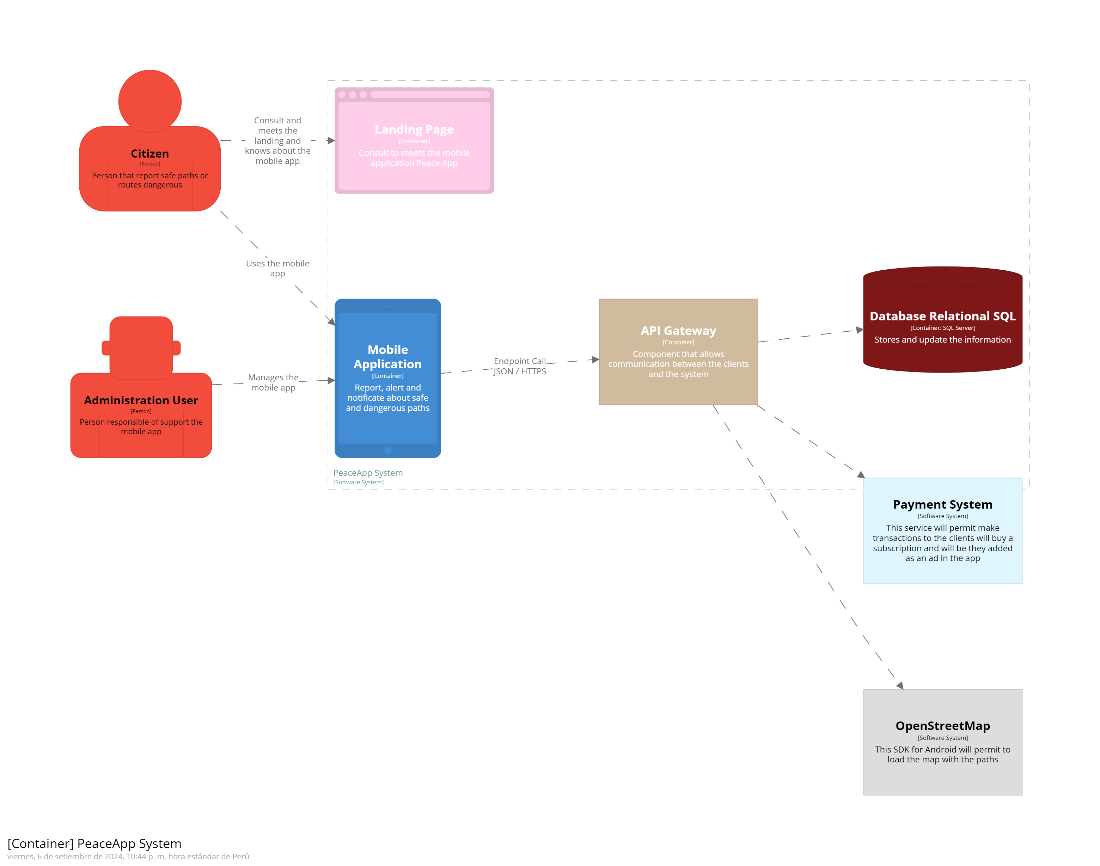 Citizen
[Person]
Person that report safe paths or
routes dangerous
Consult and
meets the
landing and
knows about the
mobile app
Landing Page
[Container]
Consult to meets the mobile
application Peace App
Uses the mobile
app
Administration User
[Person]
Person responsible of support the
mobile app
Manages the
mobile app
Mobile
Application
[Container]
Report, alert and
notificate about safe
and dangerous paths
Endpoint Call
JSON / HTTPS
API Gateway
[Container]
Component that allows
communication between the clients
and the system
Database Relational SQL
[Container: SQL Server]
Stores and update the information
PeaceApp System
[Software System]
Payment System
[Software System]
This service will permit make
transactions to the clients will buy a
subscription and will be they added
as an ad in the app
OpenStreetMap
[Software System]
This SDK for Android will permit to
load the map with the paths
[Container] PeaceApp System
viernes, 6 de setiembre de 2024, 10:44 p. m. hora estándar de Perú